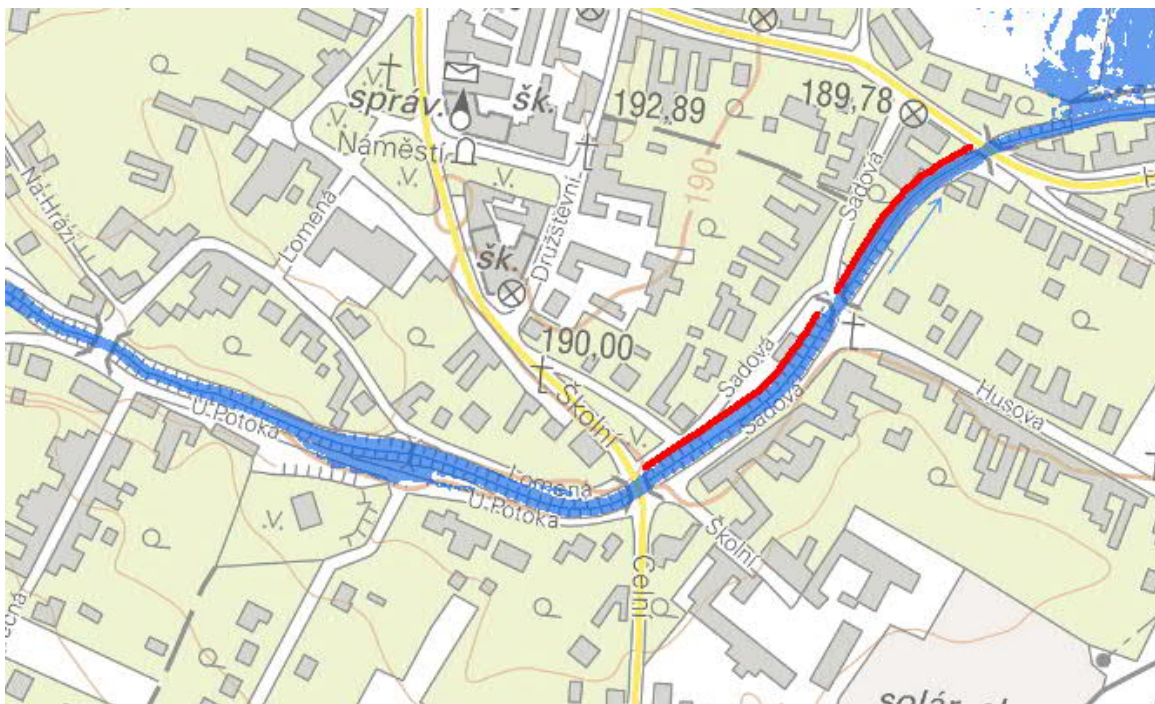 správ.
šk.
192,89
189,78
Náměstí
190
Na Hrázi
Lomená
Družstevní
Sadová
šk.
190,00
Sadová
Husova
Školní
Sadová
U Potoka
Lomená
U Potoka
Školní
Celní